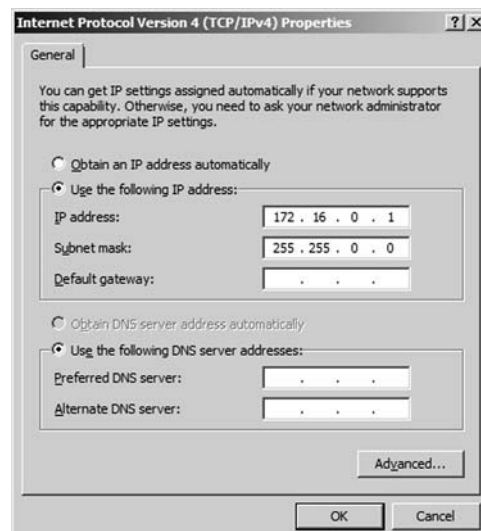 Internet Protocol Version 4 (TCP/IPv4) Properties ? X
General
You can get IP settings assigned automatically if your network supports
this capability. Otherwise, you need to ask your network administrator
for the appropriate IP settings.
Obtain an IP address automatically
Use the following IP address:
IP address: 172 . 16 . 0 . 1
Subnet mask: 255 . 255 . 0 . 0
Default gateway: . . .
Obtain DNS server address automatically
Use the following DNS server addresses:
Preferred DNS server: . . .
Alternate DNS server: . . .
Advanced...
OK Cancel